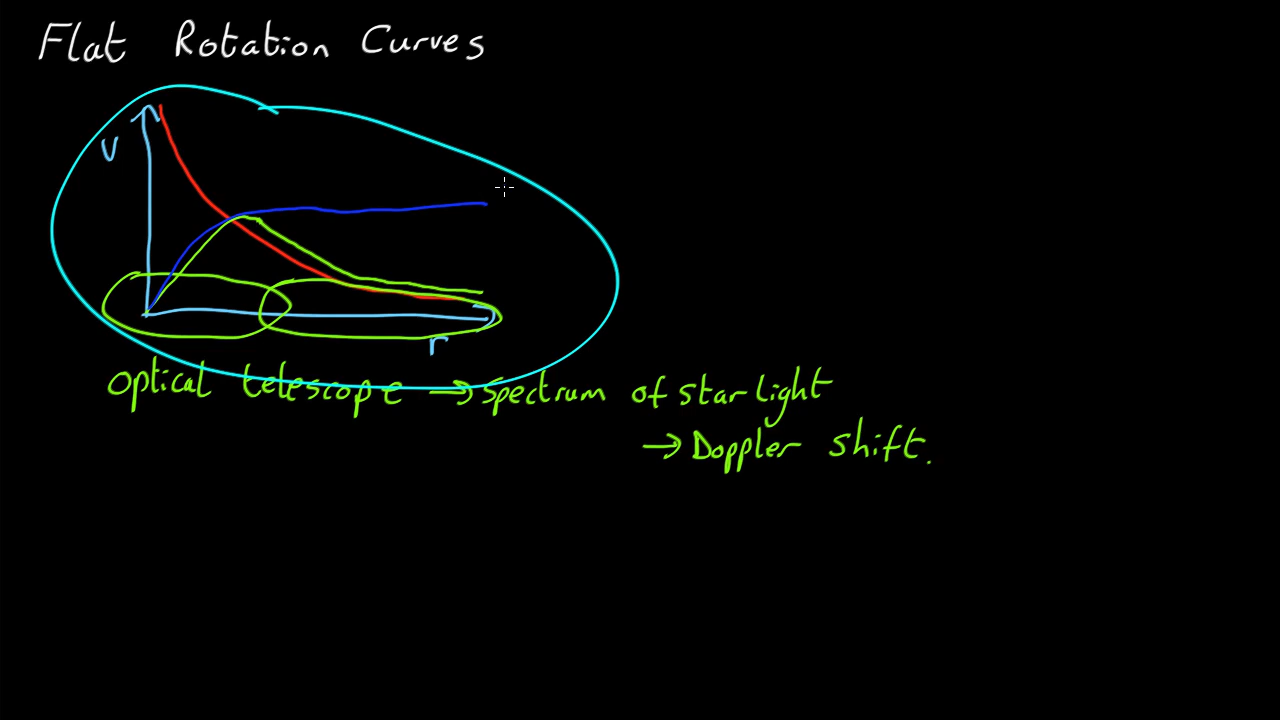 Flat Rotation Curves
v
r
Optical telescope → Spectrum of star light
→ Doppler shift.